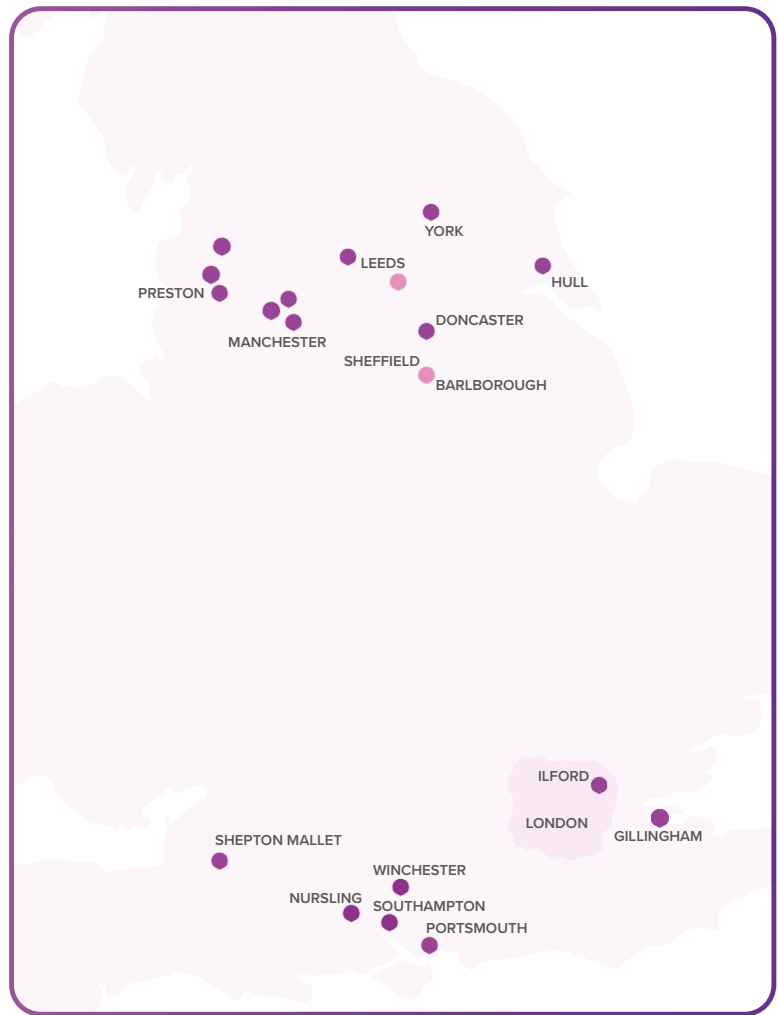 YORK
LEEDS
HULL
PRESTON
DONCASTER
MANCHESTER
SHEFFIELD
BARLBOROUGH
ILFORD
LONDON
GILLINGHAM
SHEPTON MALLET
WINCHESTER
NURSLING
SOUTHAMPTON
PORTSMOUTH